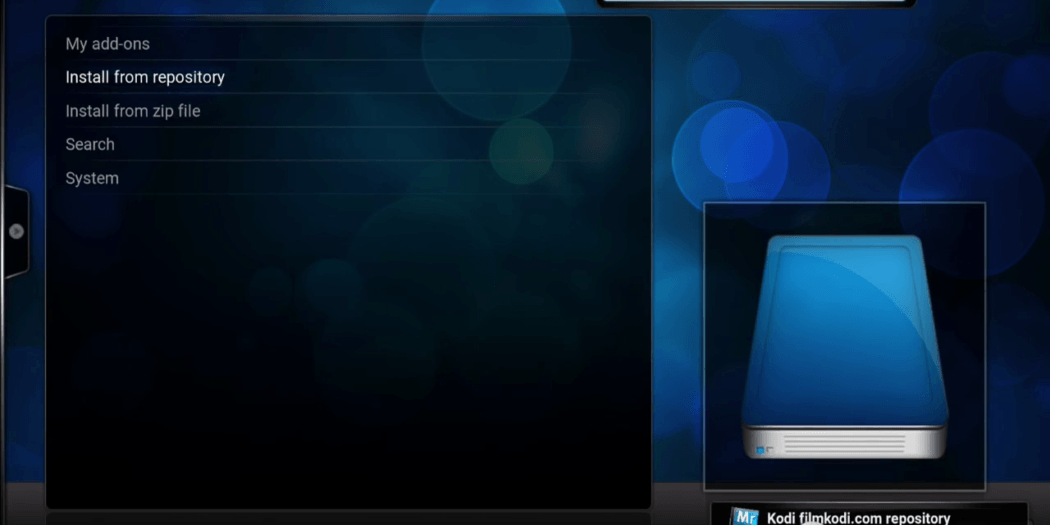 My add-ons
Install from repository
Install from zip file
Search
System
Mr Kodi filmkodi.com repository